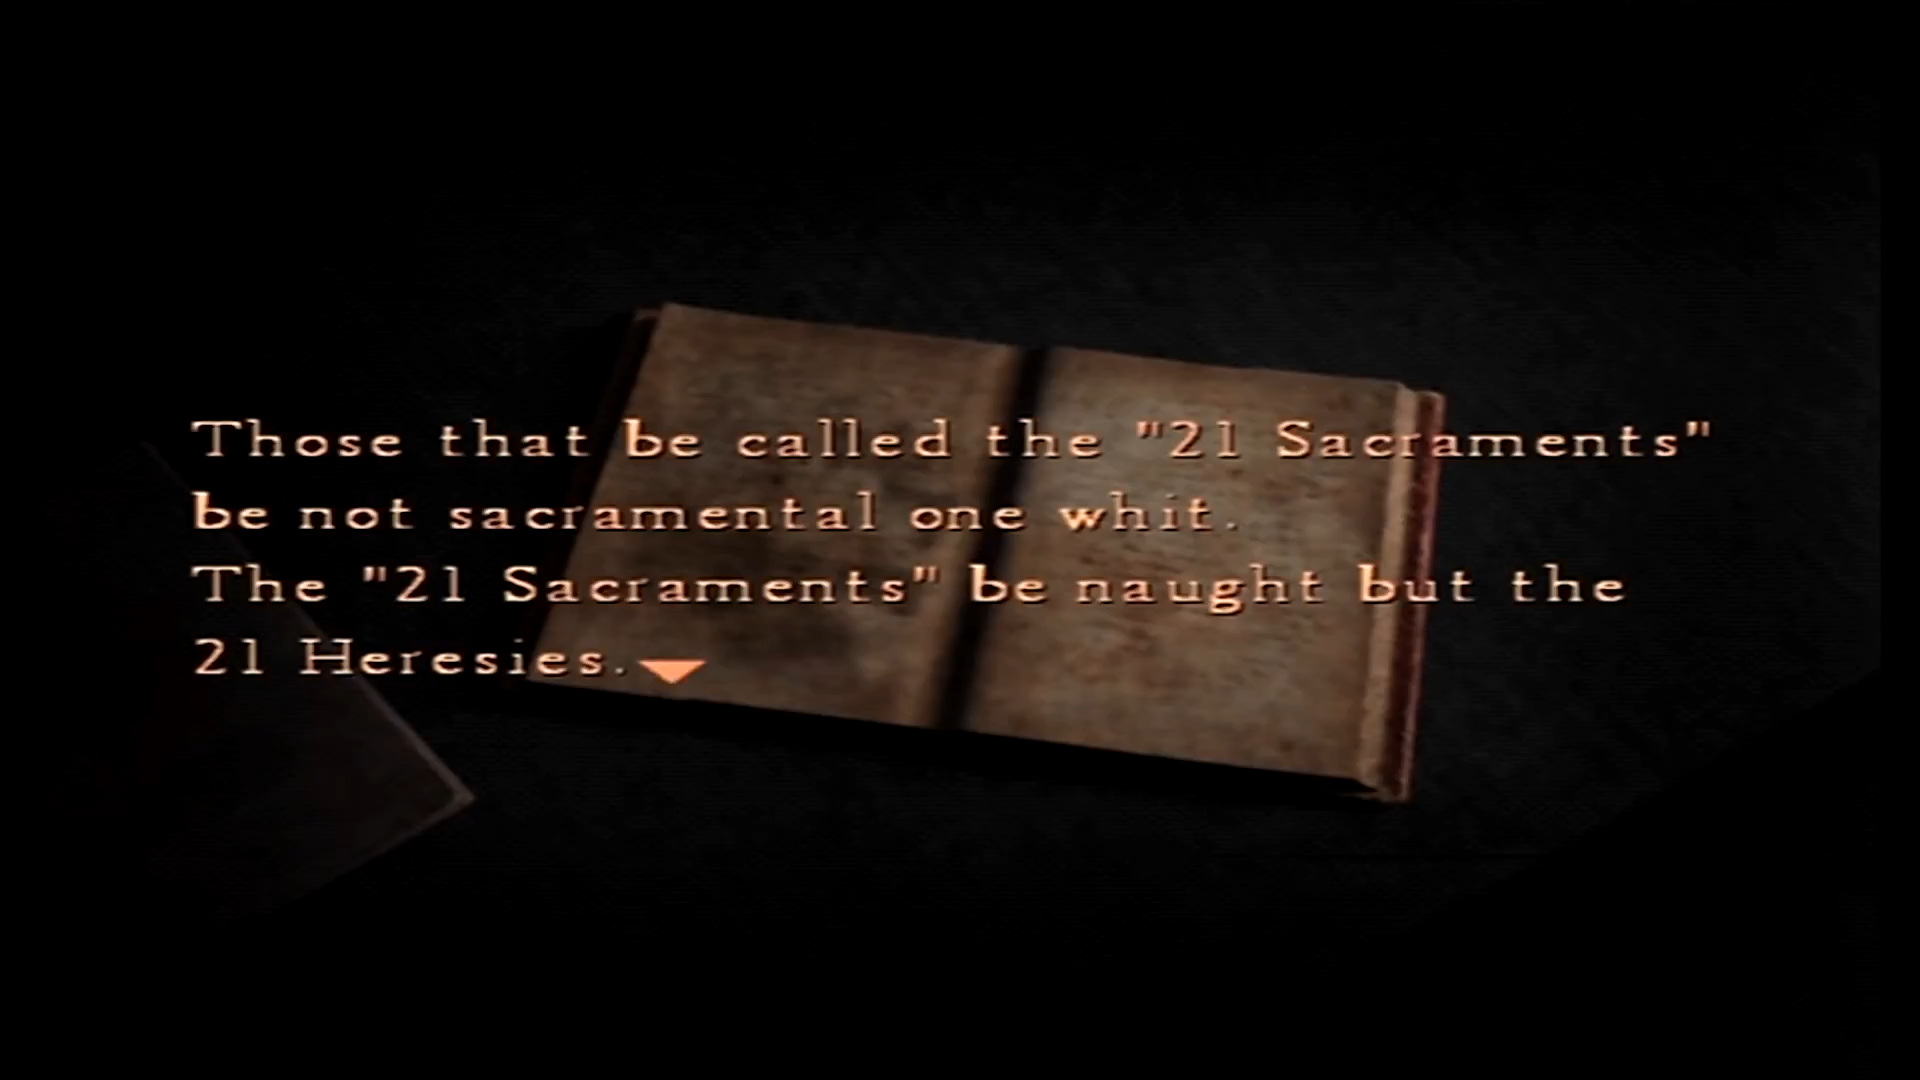 Those that be called the "21 Sacraments"
be not sacramental one whit.
The "21 Sacraments" be naught but the
21 Heresies.